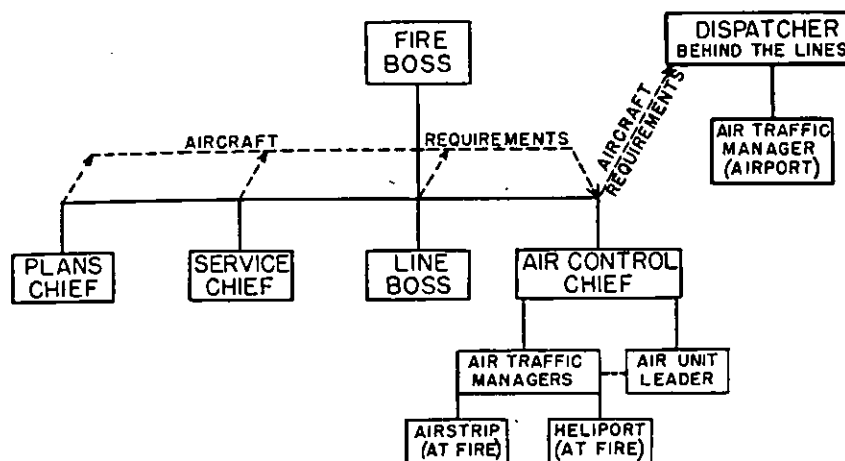 FIRE
BOSS
DISPATCHER
BEHIND THE LINES
AIR TRAFFIC
MANAGER
(AIRPORT)
AIRCRAFT REQUIREMENTS
AIRCRAFT
REQUIREMENTS
PLANS
CHIEF
SERVICE
CHIEF
LINE
BOSS
AIR CONTROL
CHIEF
AIR TRAFFIC
MANAGERS
AIR UNIT
LEADER
AIRSTRIP
(AT FIRE)
HELIPORT
(AT FIRE)